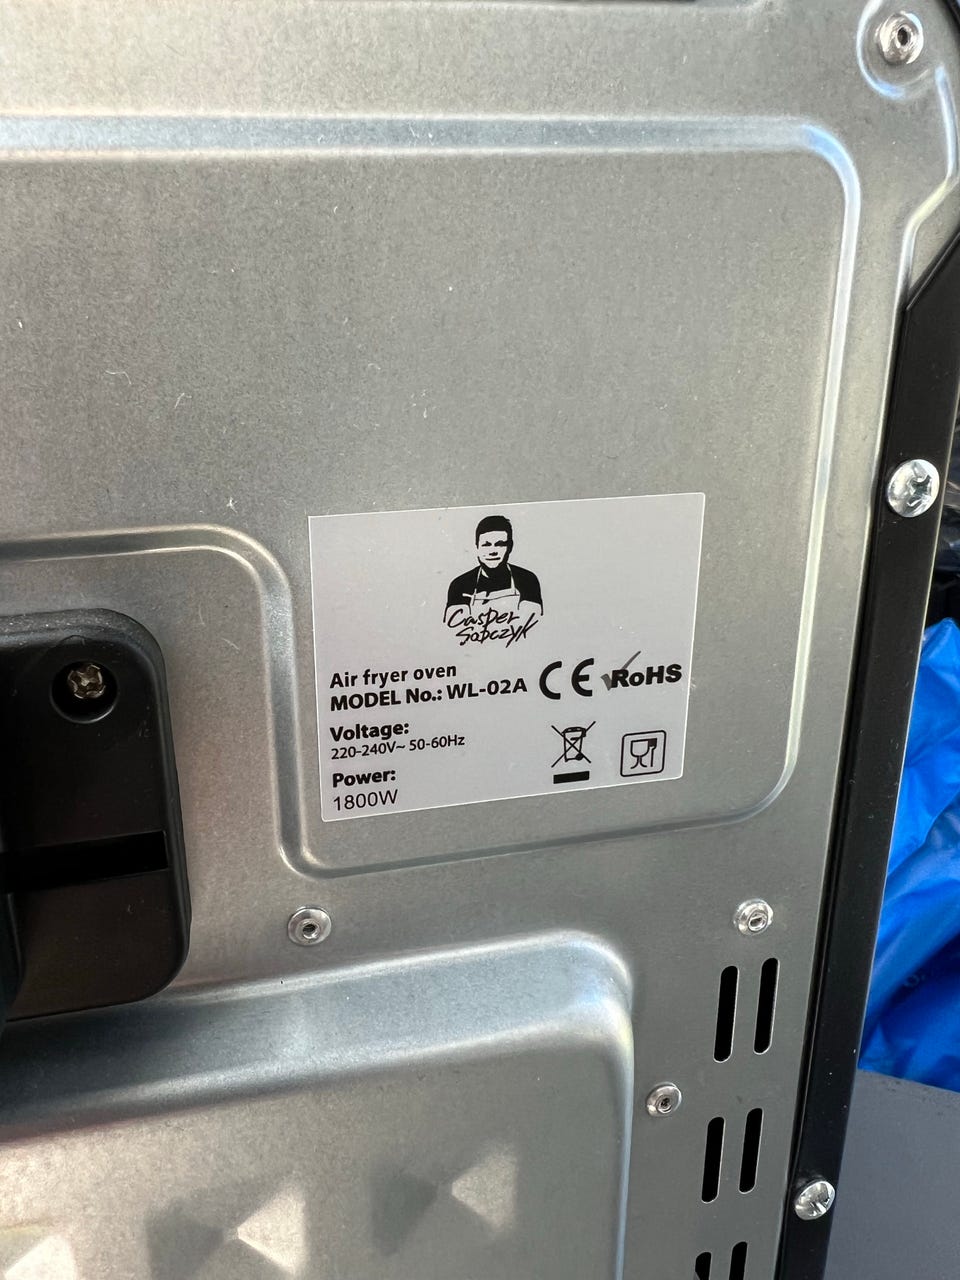 Casper
Sobczyk
Air fryer oven
MODEL No.: WL-02A
CE RoHS
Voltage:
220-240V~ 50-60Hz
Power:
1800W